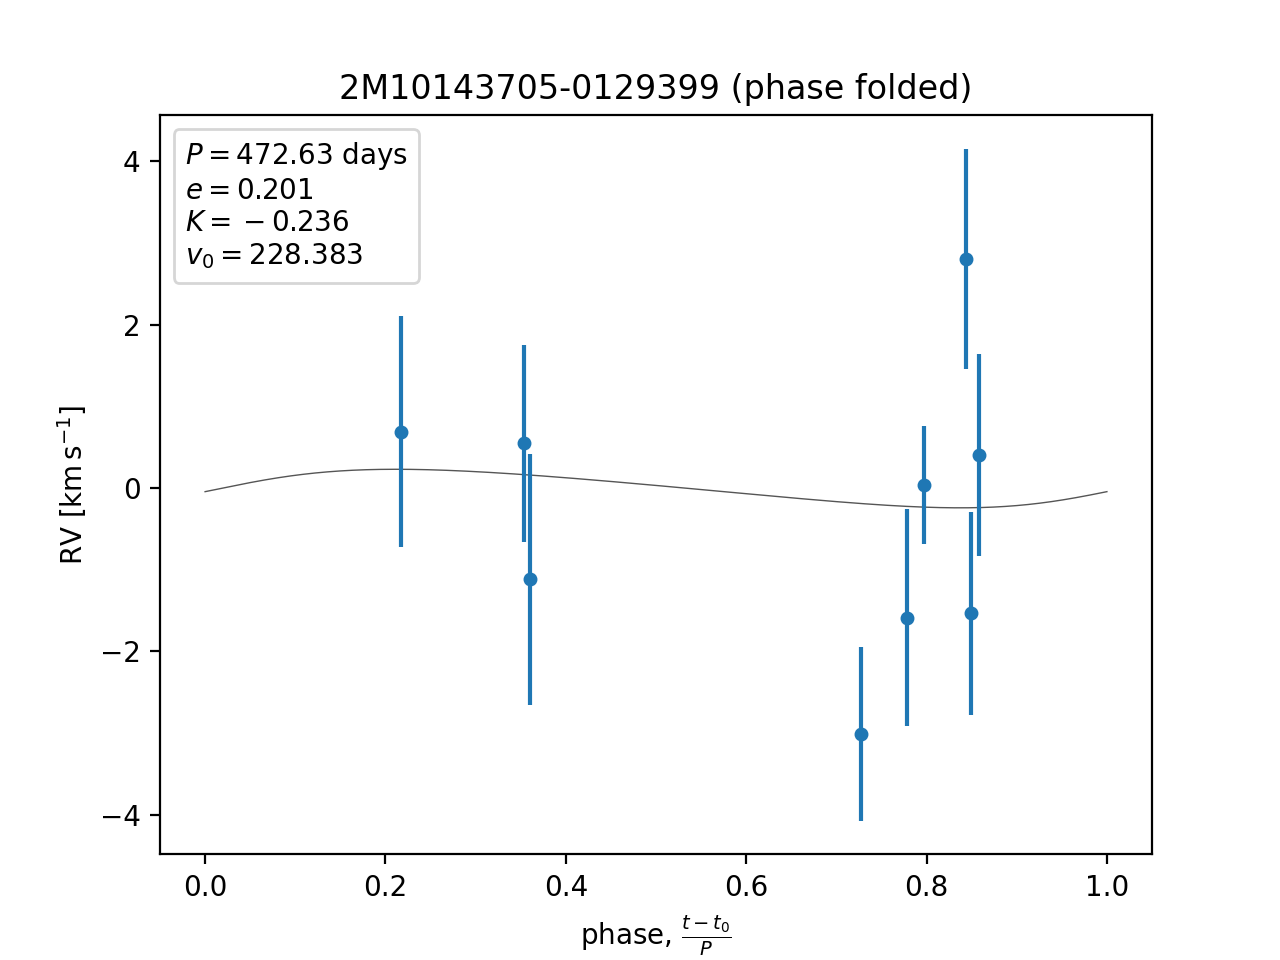 2M10143705-0129399 (phase folded)
P = 472.63 days
e = 0.201
K = −0.236
v₀ = 228.383
4
2
0
−2
−4
RV [km s⁻¹]
0.0 0.2 0.4 0.6 0.8 1.0
phase, (t − t₀)/P